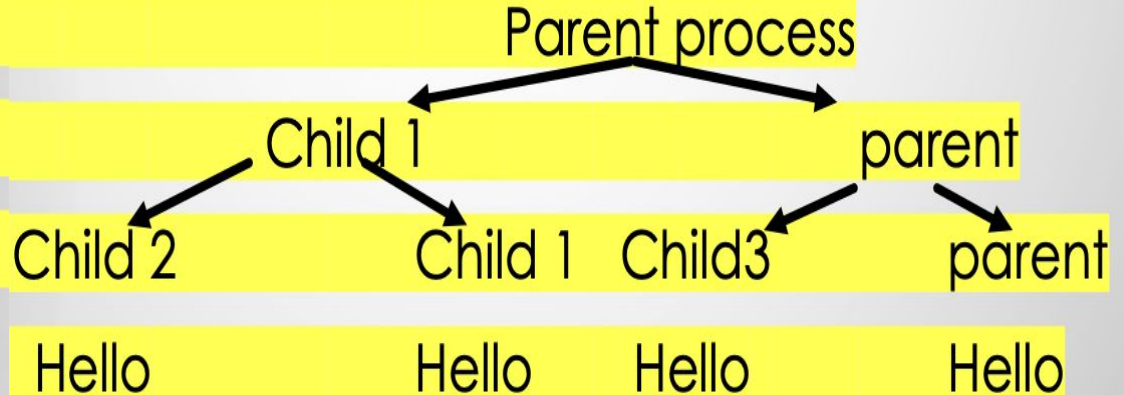 Parent process
Child 1 parent
Child 2 Child 1 Child3 parent
Hello Hello Hello Hello